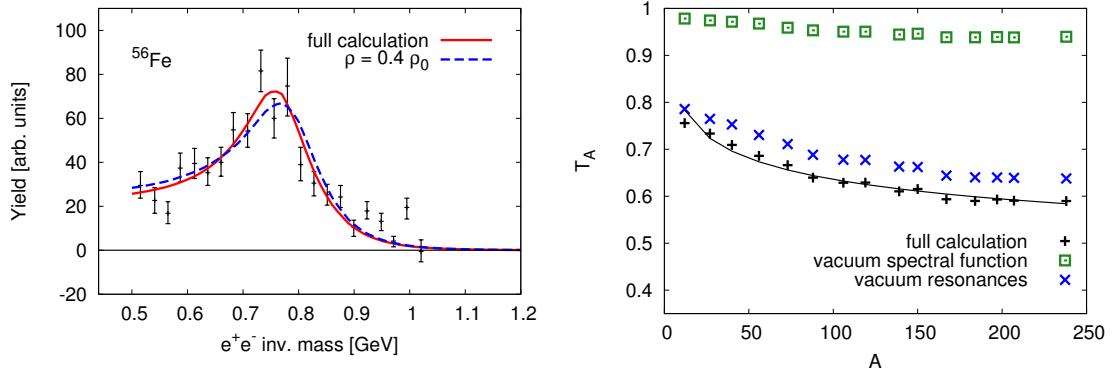 100
80
60
40
20
0
-20
Yield [arb. units]
⁵⁶Fe
full calculation
ρ = 0.4 ρ₀
0.5 0.6 0.7 0.8 0.9 1 1.1 1.2
e⁺e⁻ inv. mass [GeV]
1
0.9
0.8
0.7
0.6
0.5
0.4
T_A
full calculation
vacuum spectral function
vacuum resonances
0 50 100 150 200 250
A